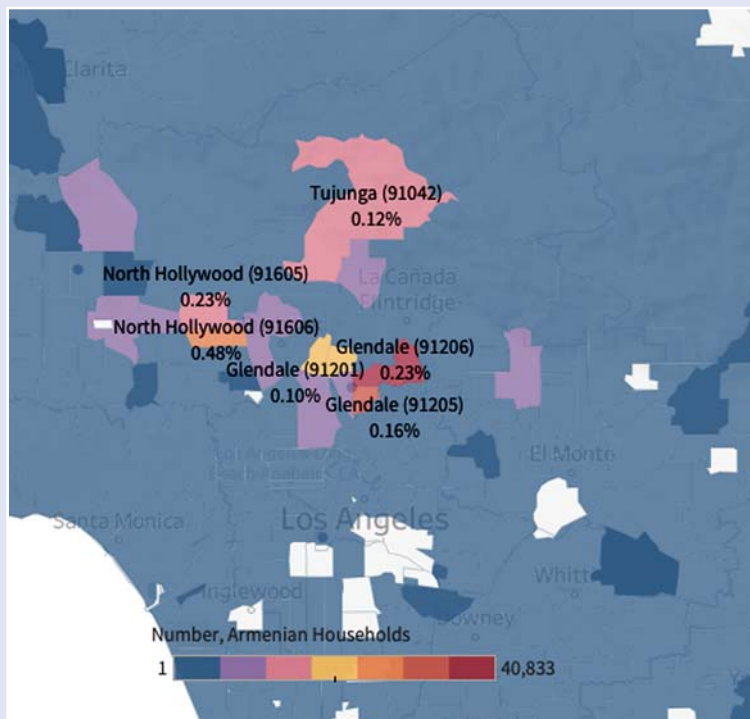 Clarita
Tujunga (91042)
0.12%
North Hollywood (91605)
0.23%
La Cañada
Flintridge
North Hollywood (91606)
0.48%
Glendale (91206)
0.23%
Glendale (91201)
0.10%
Glendale (91205)
0.16%
El Monte
Santa Monica
Los Angeles
Whitt
Inglewood
Downey
Number, Armenian Households
1
40,833